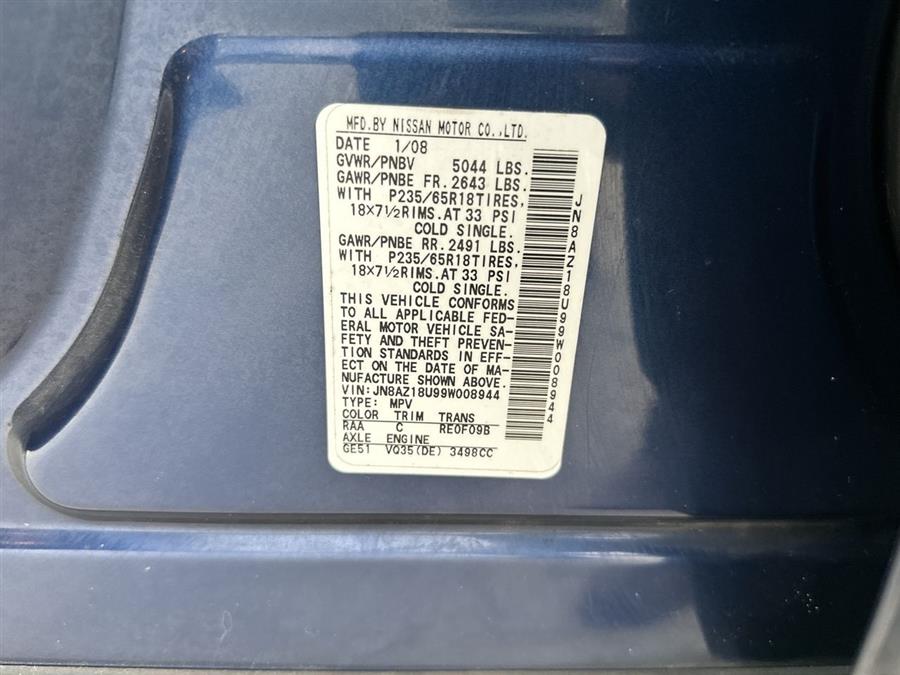 MFD.BY NISSAN MOTOR CO.,LTD.
DATE 1/08
GVWR/PNBV 5044 LBS.
GAWR/PNBE FR.2643 LBS.
WITH P235/65R18TIRES,
18×7½RIMS.AT 33 PSI
COLD SINGLE.
GAWR/PNBE RR.2491 LBS.
WITH P235/65R18TIRES,
18×7½RIMS.AT 33 PSI
COLD SINGLE.
THIS VEHICLE CONFORMS
TO ALL APPLICABLE FED-
ERAL MOTOR VEHICLE SA-
FETY AND THEFT PREVEN-
TION STANDARDS IN EFF-
ECT ON THE DATE OF MA-
NUFACTURE SHOWN ABOVE.
VIN:JN8AZ18U99W008944
TYPE: MPV
COLOR TRIM TRANS
RAA C RE0F09B
AXLE ENGINE
GE51 VQ35(DE) 3498CC
JN8AZ18U99W008944